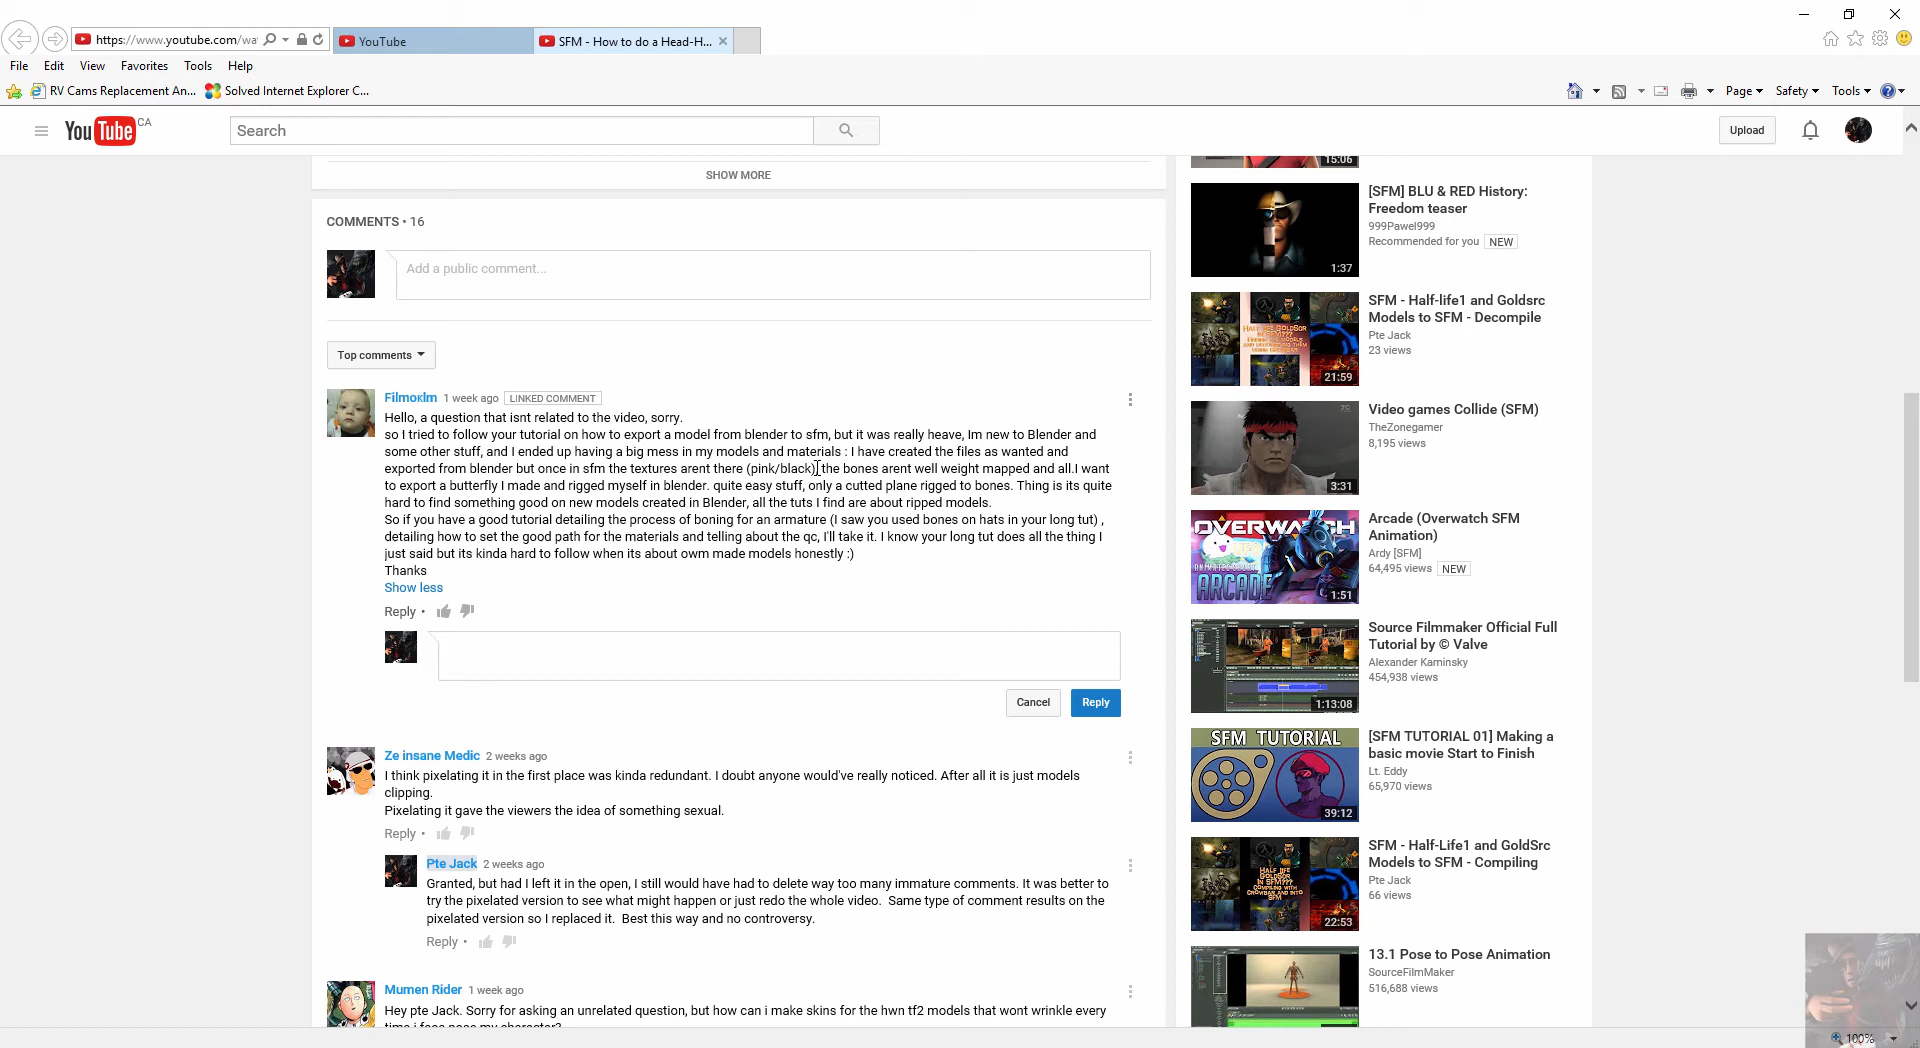 https://www.youtube.com/wa
YouTube
SFM - How to do a Head-H...
File Edit View Favorites Tools Help
RV Cams Replacement An...
Solved Internet Explorer C...
Page Safety Tools
YouTube CA
Search
Upload
SHOW MORE
COMMENTS • 16
Add a public comment...
Top comments
Filmoκlm 1 week ago LINKED COMMENT
Hello, a question that isnt related to the video, sorry.
so I tried to follow your tutorial on how to export a model from blender to sfm, but it was really heave, Im new to Blender and
some other stuff, and I ended up having a big mess in my models and materials : I have created the files as wanted and
exported from blender but once in sfm the textures arent there (pink/black),the bones arent well weight mapped and all.I want
to export a butterfly I made and rigged myself in blender. quite easy stuff, only a cutted plane rigged to bones. Thing is its quite
hard to find something good on new models created in Blender, all the tuts I find are about ripped models.
So if you have a good tutorial detailing the process of boning for an armature (I saw you used bones on hats in your long tut) ,
detailing how to set the good path for the materials and telling about the qc, I'll take it. I know your long tut does all the thing I
just said but its kinda hard to follow when its about owm made models honestly :)
Thanks
Show less
Reply •
Cancel
Reply
Ze insane Medic 2 weeks ago
I think pixelating it in the first place was kinda redundant. I doubt anyone would've really noticed. After all it is just models
clipping.
Pixelating it gave the viewers the idea of something sexual.
Reply •
Pte Jack 2 weeks ago
Granted, but had I left it in the open, I still would have had to delete way too many immature comments. It was better to
try the pixelated version to see what might happen or just redo the whole video. Same type of comment results on the
pixelated version so I replaced it. Best this way and no controversy.
Reply •
Mumen Rider 1 week ago
Hey pte Jack. Sorry for asking an unrelated question, but how can i make skins for the hwn tf2 models that wont wrinkle every
time i face pose my character?
15:06
[SFM] BLU & RED History:
Freedom teaser
999Pawel999
Recommended for you NEW
1:37
SFM - Half-life1 and Goldsrc
Models to SFM - Decompile
Pte Jack
23 views
21:59
Video games Collide (SFM)
TheZonegamer
8,195 views
3:31
Arcade (Overwatch SFM
Animation)
Ardy [SFM]
64,495 views NEW
OVERWATCH
ARCADE
1:51
Source Filmmaker Official Full
Tutorial by © Valve
Alexander Kaminsky
454,938 views
1:13:08
[SFM TUTORIAL 01] Making a
basic movie Start to Finish
Lt. Eddy
65,970 views
SFM TUTORIAL
39:12
SFM - Half-Life1 and GoldSrc
Models to SFM - Compiling
Pte Jack
66 views
22:53
13.1 Pose to Pose Animation
SourceFilmMaker
516,688 views
100%